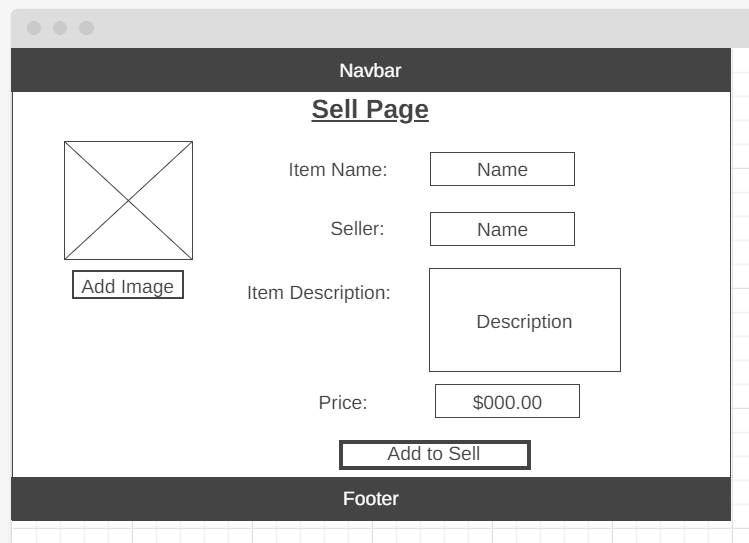 Navbar
Sell Page
Item Name: Name
Seller: Name
Add Image
Item Description: Description
Price: $000.00
Add to Sell
Footer